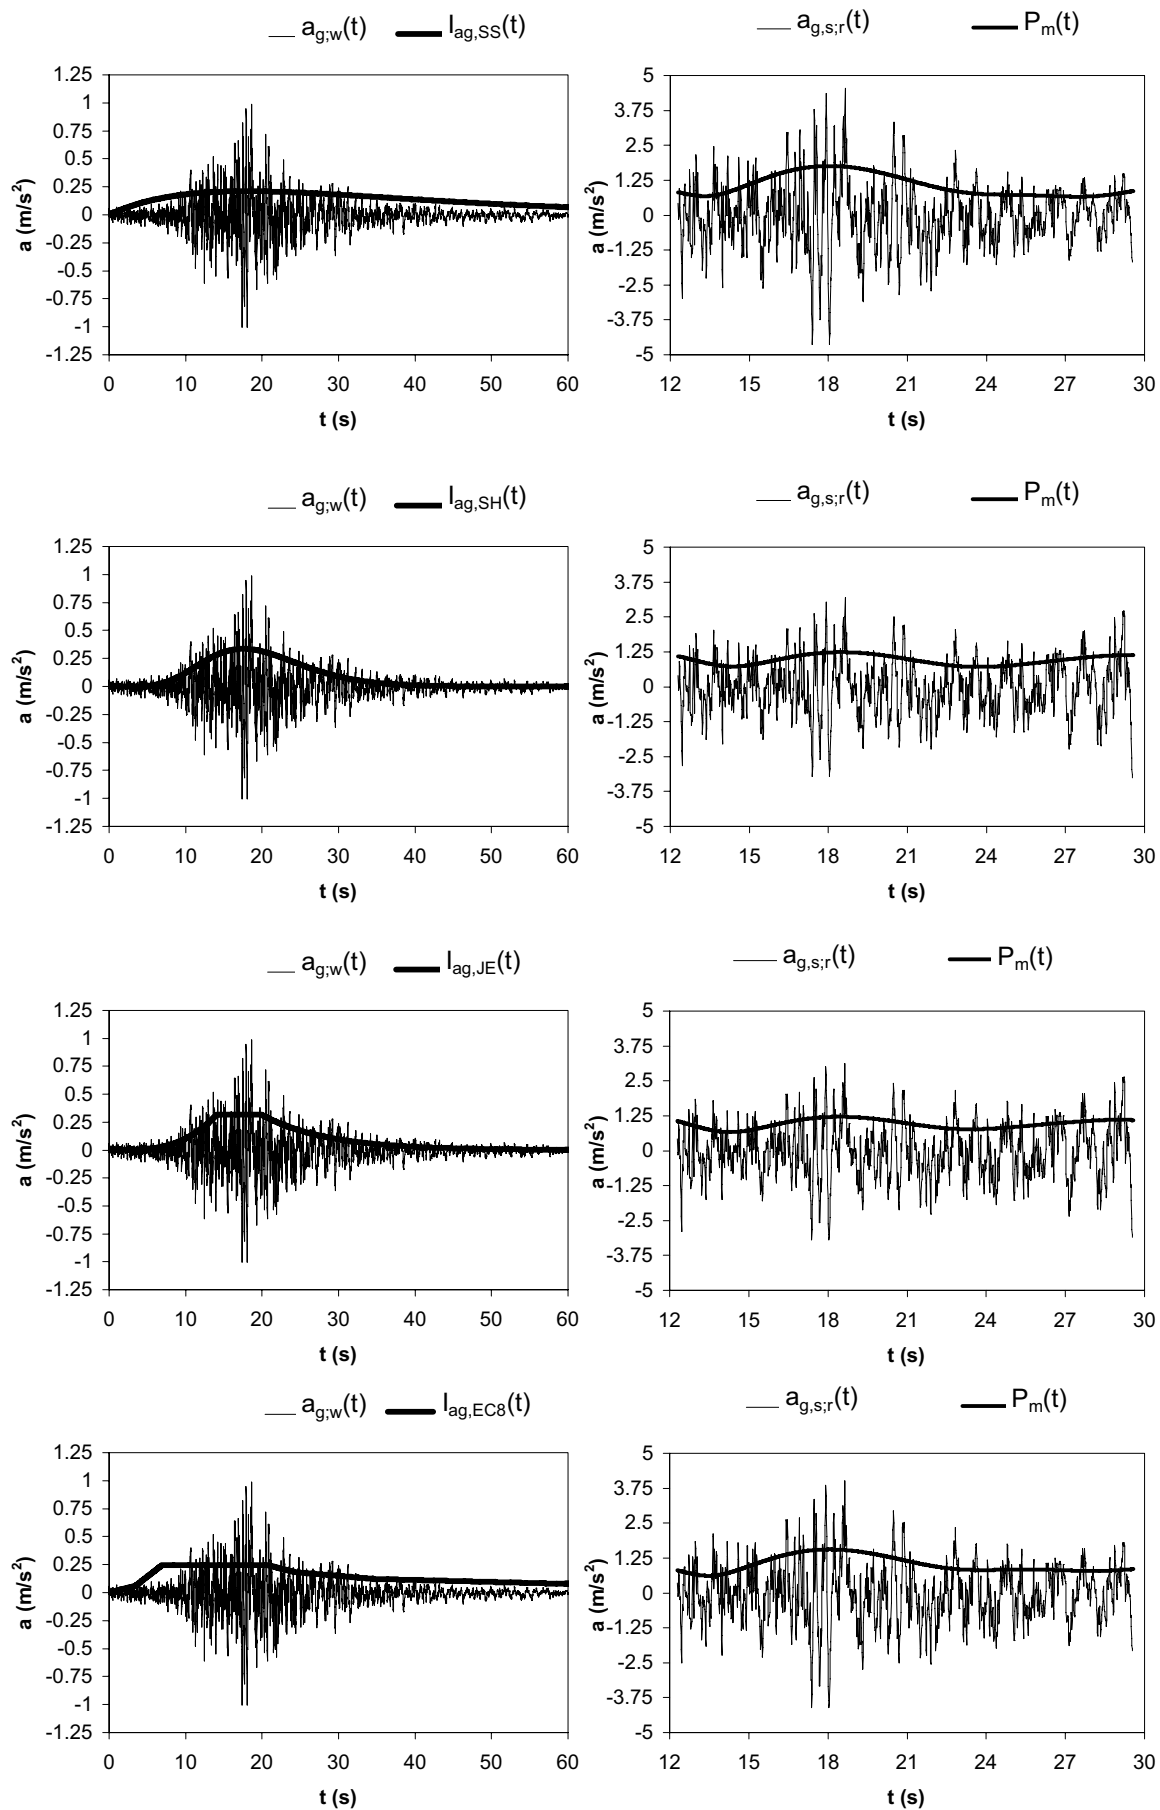 a_g;w(t) I_ag,SS(t)
1.25
1
0.75
0.5
0.25
0
-0.25
-0.5
-0.75
-1
-1.25
a (m/s²)
0 10 20 30 40 50 60
t (s)
a_g,s;r(t) P_m(t)
5
3.75
2.5
1.25
0
-1.25
-2.5
-3.75
-5
a (m/s²)
12 15 18 21 24 27 30
t (s)
a_g;w(t) I_ag,SH(t)
1.25
1
0.75
0.5
0.25
0
-0.25
-0.5
-0.75
-1
-1.25
a (m/s²)
0 10 20 30 40 50 60
t (s)
a_g,s;r(t) P_m(t)
5
3.75
2.5
1.25
0
-1.25
-2.5
-3.75
-5
a (m/s²)
12 15 18 21 24 27 30
t (s)
a_g;w(t) I_ag,JE(t)
1.25
1
0.75
0.5
0.25
0
-0.25
-0.5
-0.75
-1
-1.25
a (m/s²)
0 10 20 30 40 50 60
t (s)
a_g,s;r(t) P_m(t)
5
3.75
2.5
1.25
0
-1.25
-2.5
-3.75
-5
a (m/s²)
12 15 18 21 24 27 30
t (s)
a_g;w(t) I_ag,EC8(t)
1.25
1
0.75
0.5
0.25
0
-0.25
-0.5
-0.75
-1
-1.25
a (m/s²)
0 10 20 30 40 50 60
t (s)
a_g,s;r(t) P_m(t)
5
3.75
2.5
1.25
0
-1.25
-2.5
-3.75
-5
a (m/s²)
12 15 18 21 24 27 30
t (s)